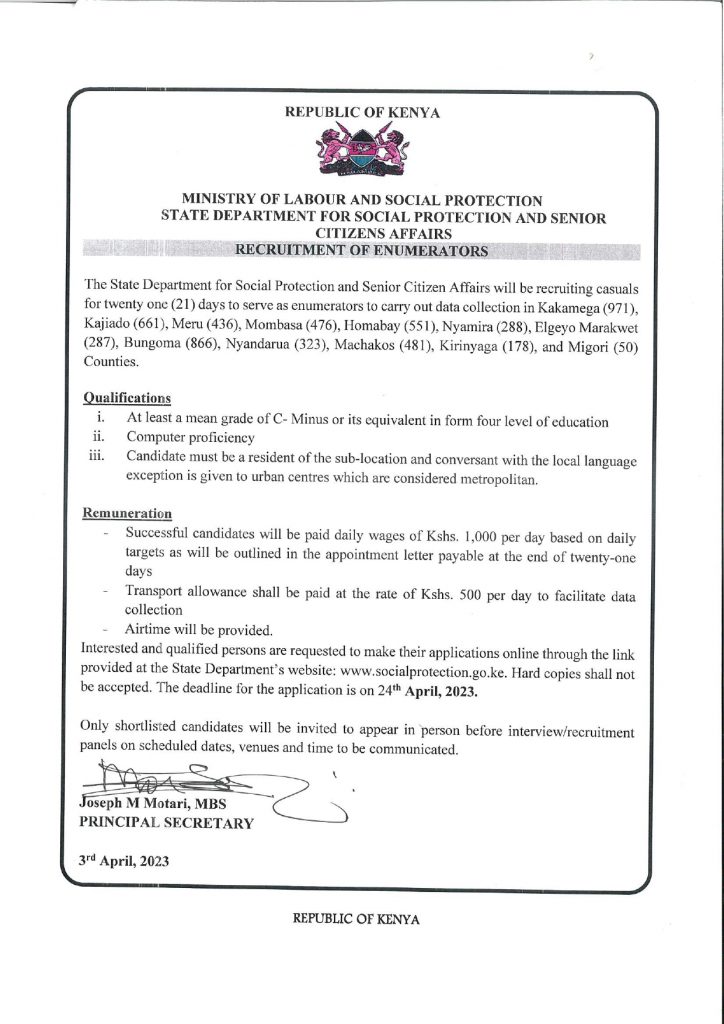 REPUBLIC OF KENYA
MINISTRY OF LABOUR AND SOCIAL PROTECTION
STATE DEPARTMENT FOR SOCIAL PROTECTION AND SENIOR
CITIZENS AFFAIRS
RECRUITMENT OF ENUMERATORS
The State Department for Social Protection and Senior Citizen Affairs will be recruiting casuals
for twenty one (21) days to serve as enumerators to carry out data collection in Kakamega (971),
Kajiado (661), Meru (436), Mombasa (476), Homabay (551), Nyamira (288), Elgeyo Marakwet
(287), Bungoma (866), Nyandarua (323), Machakos (481), Kirinyaga (178), and Migori (50)
Counties.
Qualifications
i. At least a mean grade of C- Minus or its equivalent in form four level of education
ii. Computer proficiency
iii. Candidate must be a resident of the sub-location and conversant with the local language
exception is given to urban centres which are considered metropolitan.
Remuneration
- Successful candidates will be paid daily wages of Kshs. 1,000 per day based on daily
targets as will be outlined in the appointment letter payable at the end of twenty-one
days
- Transport allowance shall be paid at the rate of Kshs. 500 per day to facilitate data
collection
- Airtime will be provided.
Interested and qualified persons are requested to make their applications online through the link
provided at the State Department's website: www.socialprotection.go.ke. Hard copies shall not
be accepted. The deadline for the application is on 24th April, 2023.
Only shortlisted candidates will be invited to appear in person before interview/recruitment
panels on scheduled dates, venues and time to be communicated.
Joseph M Motari, MBS
PRINCIPAL SECRETARY
3rd April, 2023
REPUBLIC OF KENYA